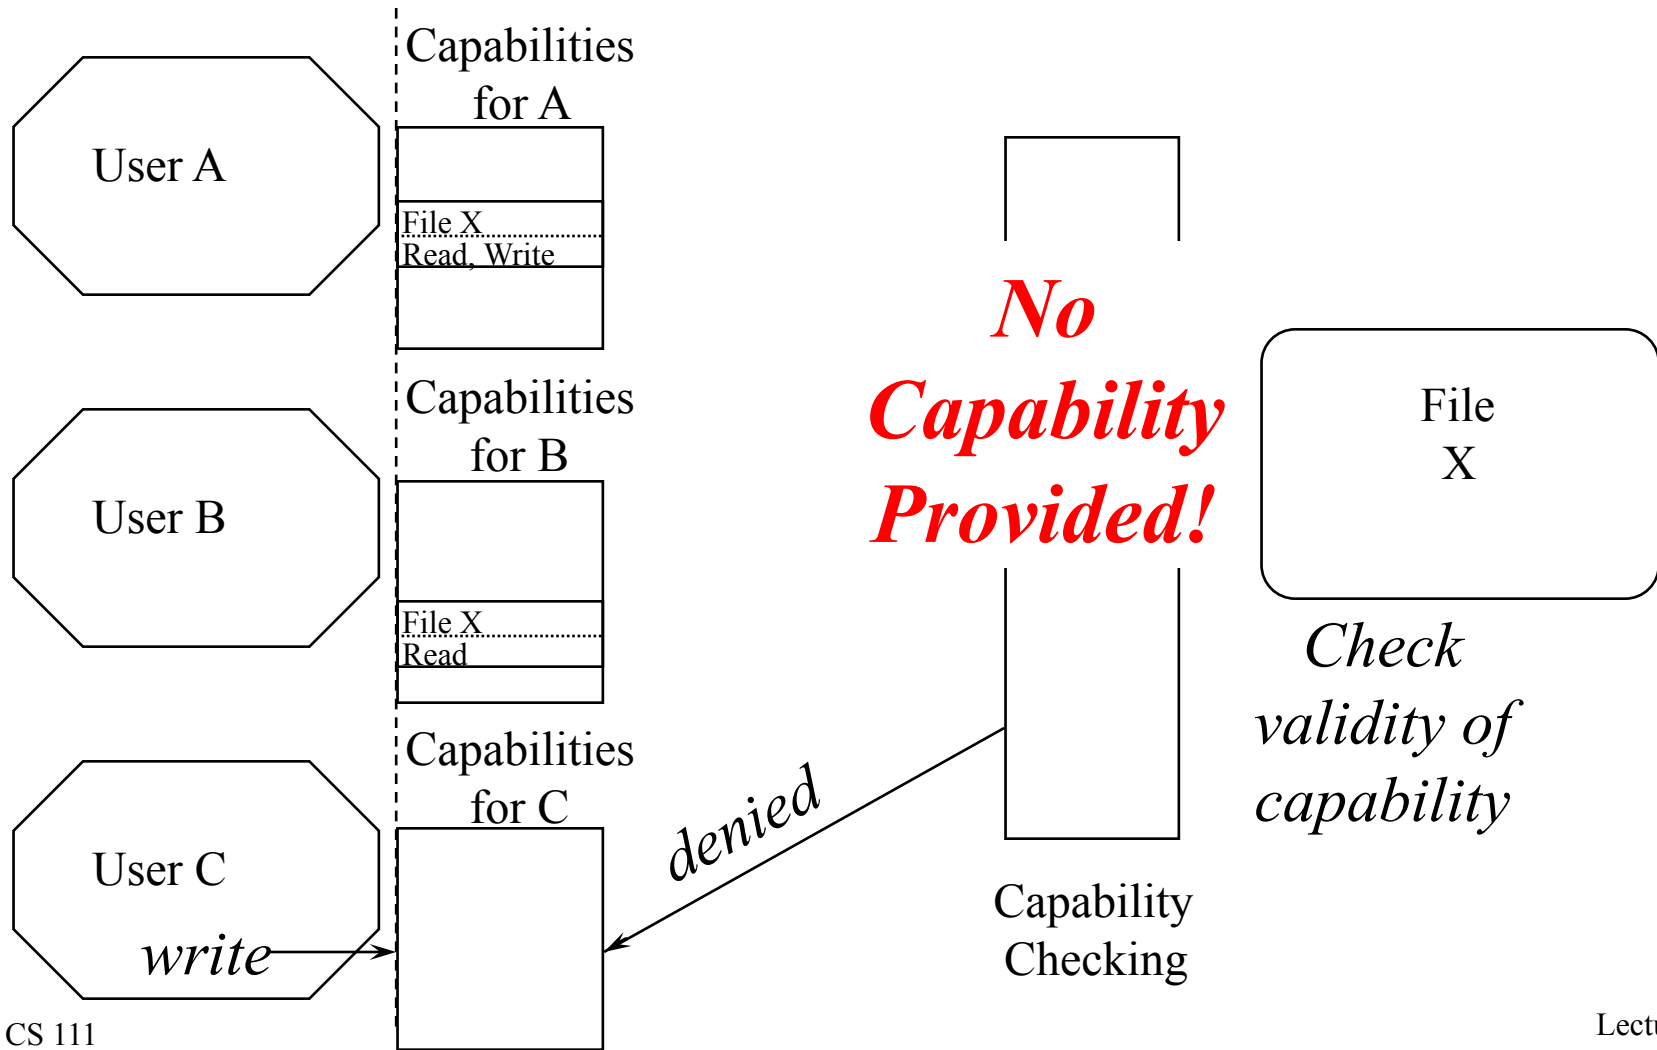 Capabilities
for A
User A
File X
Read, Write
No
Capability
Provided!
File
X
Capabilities
for B
User B
File X
Read
Check
validity of
capability
Capabilities
for C
User C
write
denied
Capability
Checking
CS 111